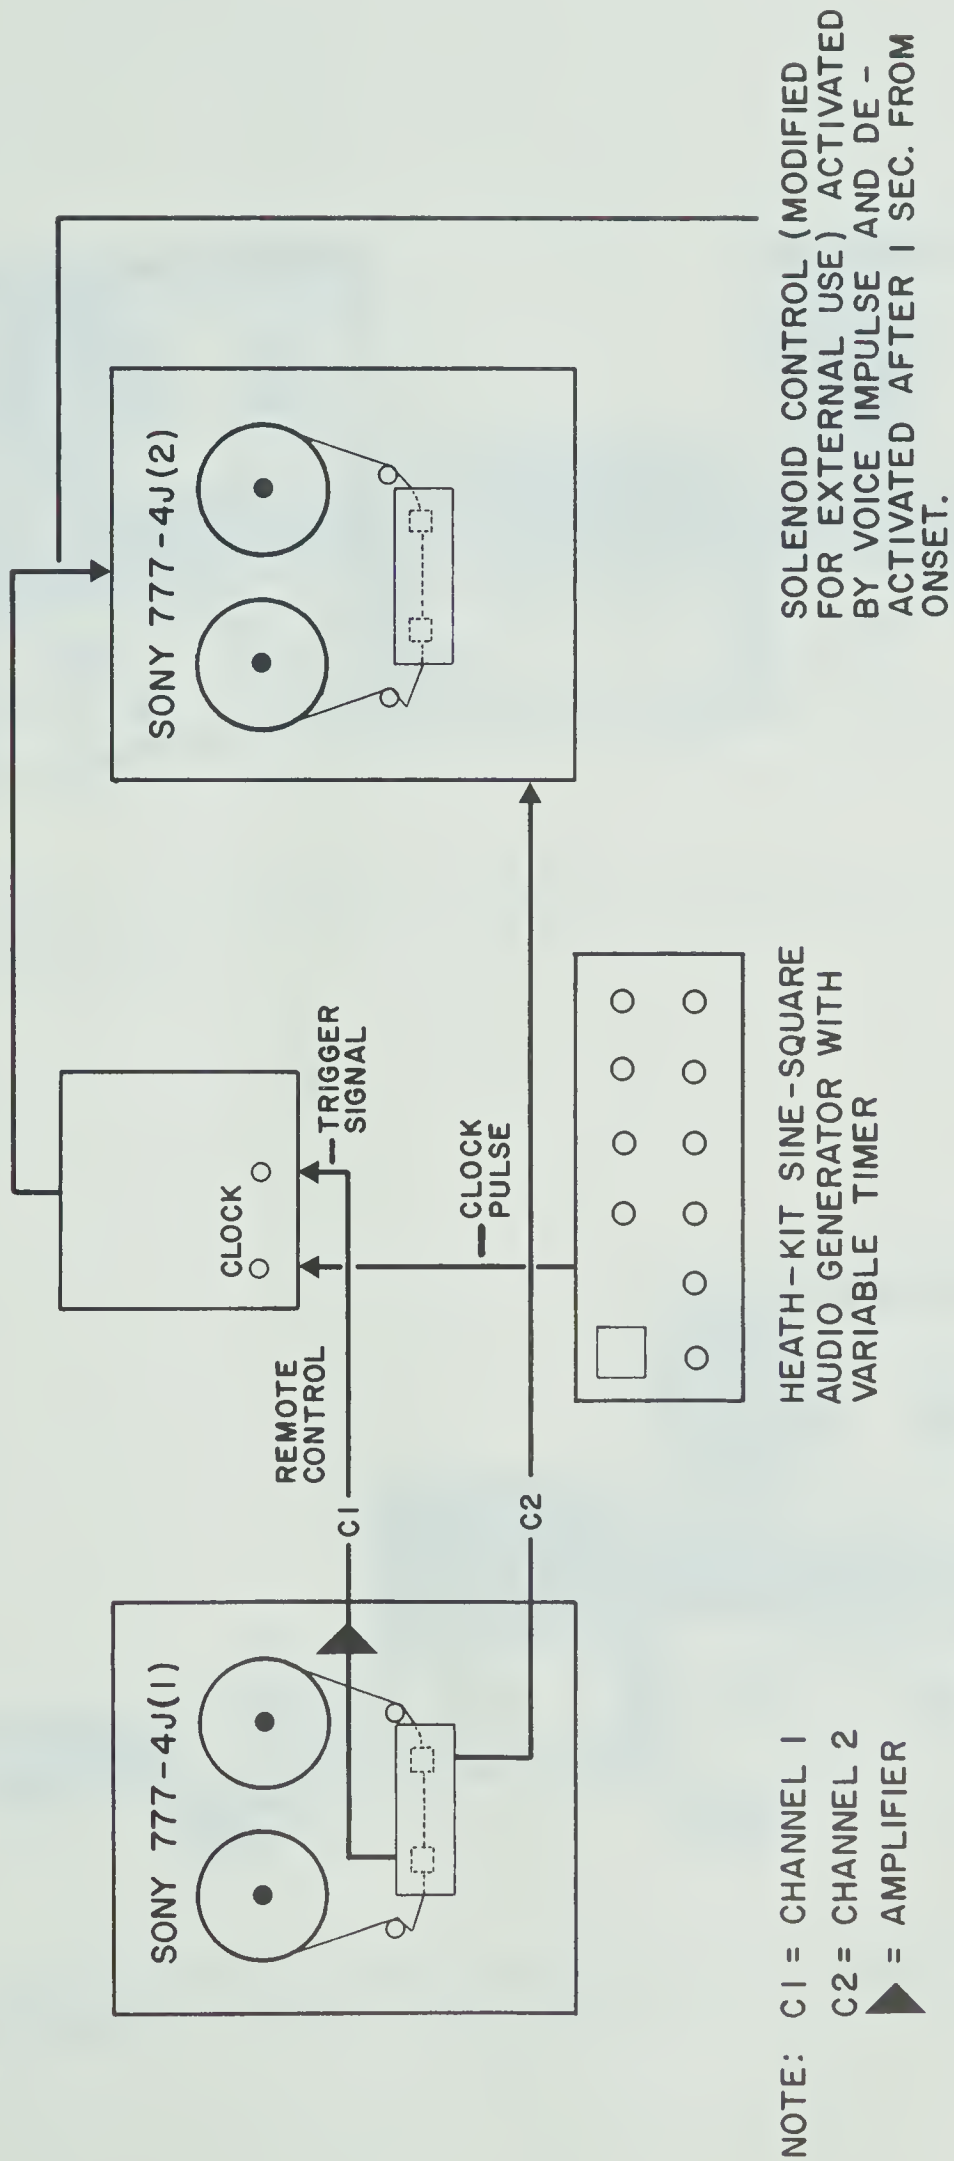 SONY 777-4J(1)
C1
C2
REMOTE
CONTROL
CLOCK
TRIGGER
SIGNAL
CLOCK
PULSE
SONY 777-4J(2)
HEATH-KIT SINE-SQUARE
AUDIO GENERATOR WITH
VARIABLE TIMER
SOLENOID CONTROL (MODIFIED
FOR EXTERNAL USE) ACTIVATED
BY VOICE IMPULSE AND DE-
ACTIVATED AFTER 1 SEC. FROM
ONSET.
NOTE: C1 = CHANNEL 1
C2 = CHANNEL 2
= AMPLIFIER